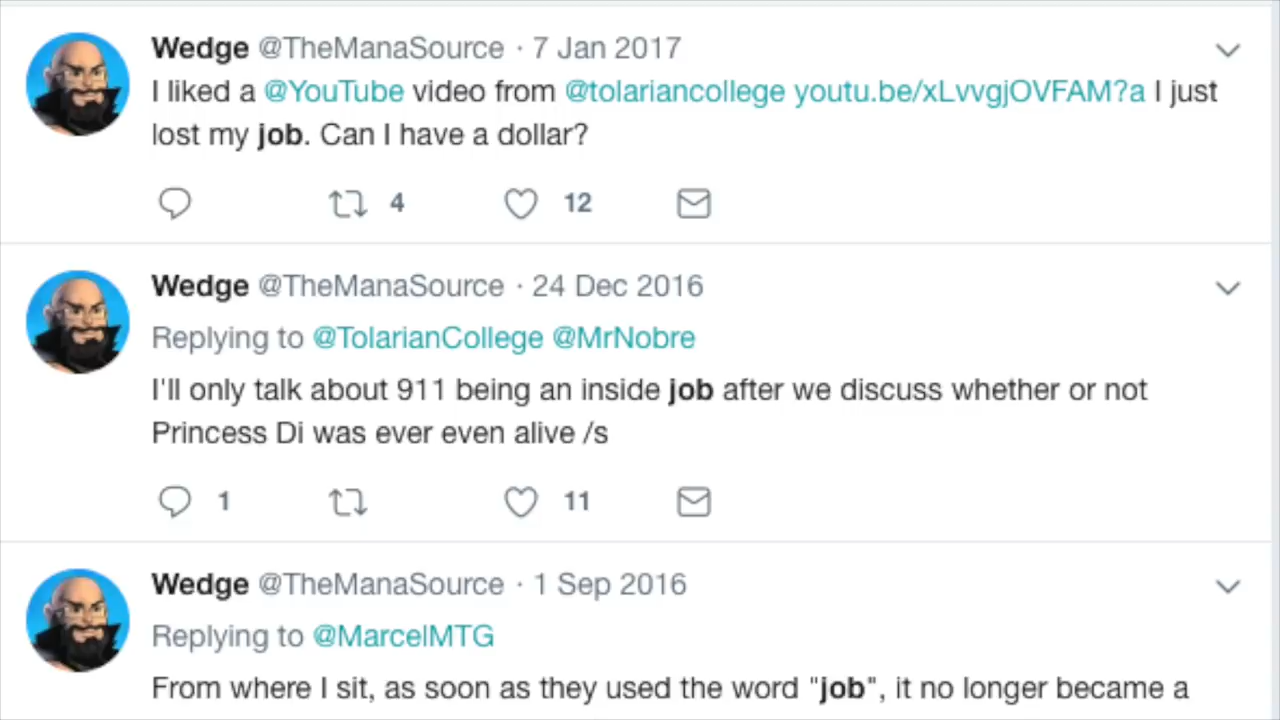 Wedge @TheManaSource · 7 Jan 2017
I liked a @YouTube video from @tolariancollege youtu.be/xLvvgjOVFAM?a I just
lost my job. Can I have a dollar?
4 12
Wedge @TheManaSource · 24 Dec 2016
Replying to @TolarianCollege @MrNobre
I'll only talk about 911 being an inside job after we discuss whether or not
Princess Di was ever even alive /s
1 11
Wedge @TheManaSource · 1 Sep 2016
Replying to @MarcelMTG
From where I sit, as soon as they used the word "job", it no longer became a